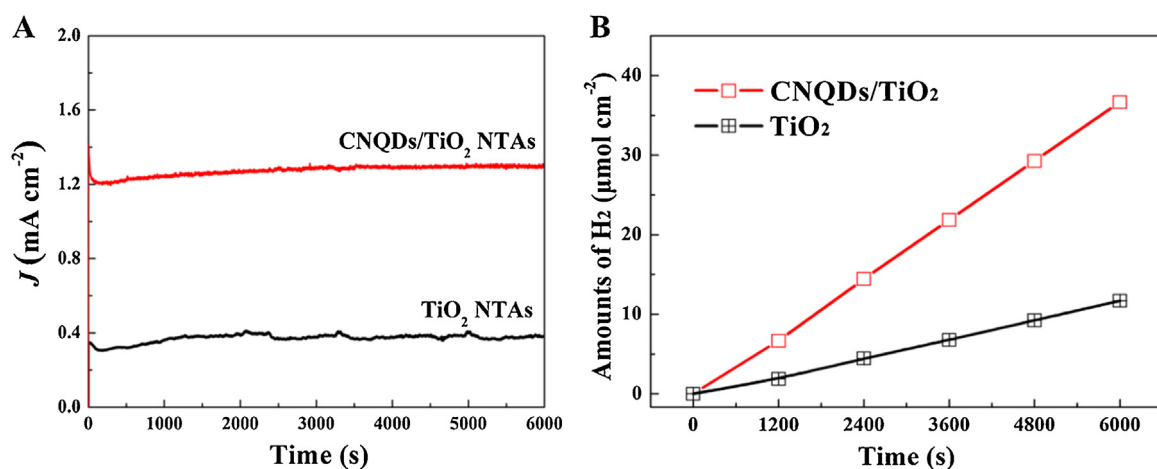 A
2.0
1.6
1.2
0.8
0.4
0.0
J (mA cm⁻²)
CNQDs/TiO₂ NTAs
TiO₂ NTAs
0 1000 2000 3000 4000 5000 6000
Time (s)
B
40
30
20
10
0
Amounts of H₂ (μmol cm⁻²)
CNQDs/TiO₂
TiO₂
0 1200 2400 3600 4800 6000
Time (s)